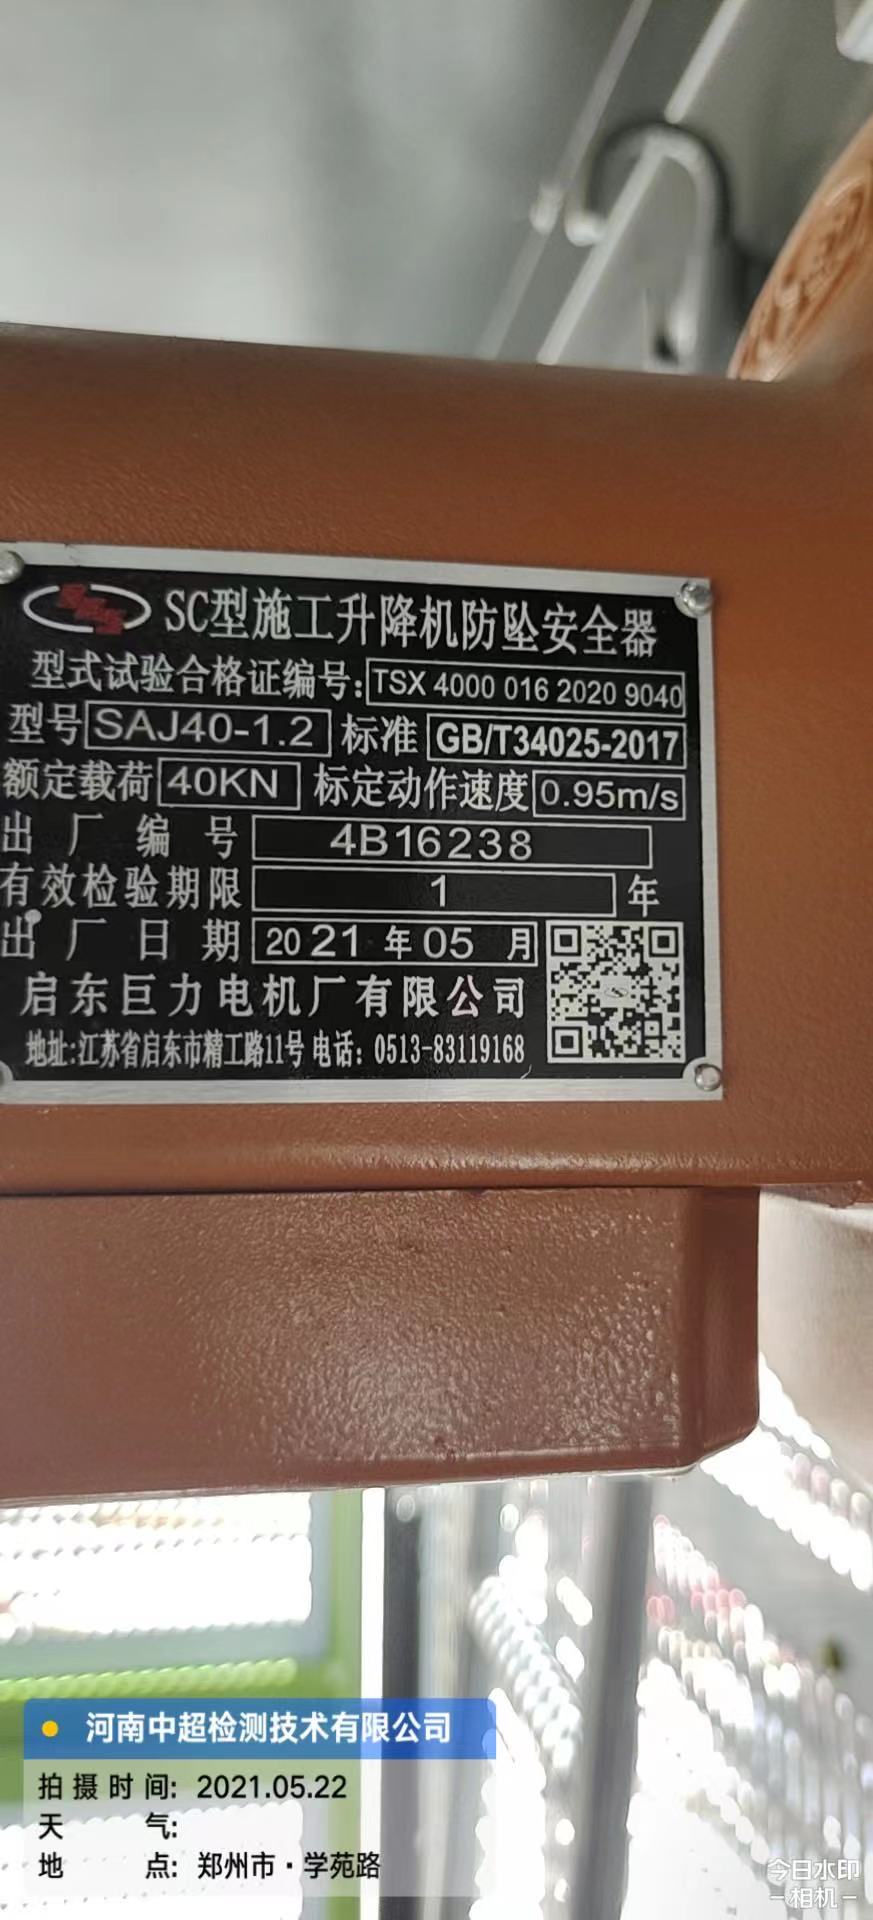 SC型施工升降机防坠安全器
型式试验合格证编号: TSX 4000 016 2020 9040
型号 SAJ40-1.2 标准 GB/T34025-2017
额定载荷 40KN 标定动作速度 0.95m/s
出厂编号 4B16238
有效检验期限 1 年
出厂日期 20 21 年 05 月
启东巨力电机厂有限公司
地址:江苏省启东市精工路11号 电话: 0513-83119168
河南中超检测技术有限公司
拍摄时间: 2021.05.22
天气:
地点: 郑州市·学苑路
今日水印
-相机-